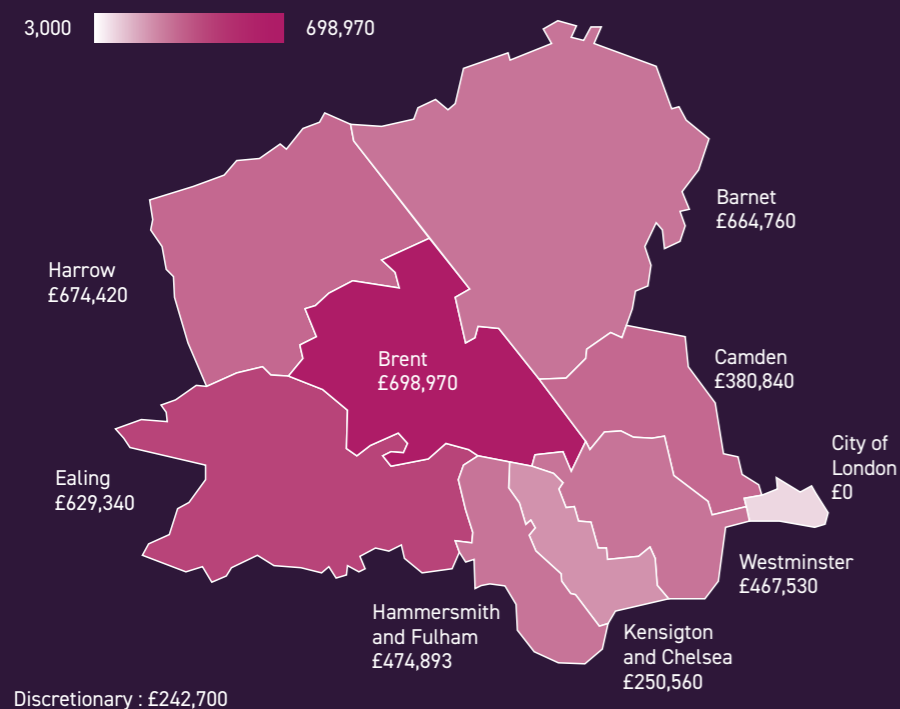 3,000
698,970
Barnet
£664,760
Harrow
£674,420
Brent
£698,970
Camden
£380,840
City of
London
£0
Ealing
£629,340
Westminster
£467,530
Hammersmith
and Fulham
£474,893
Kensigton
and Chelsea
£250,560
Discretionary : £242,700